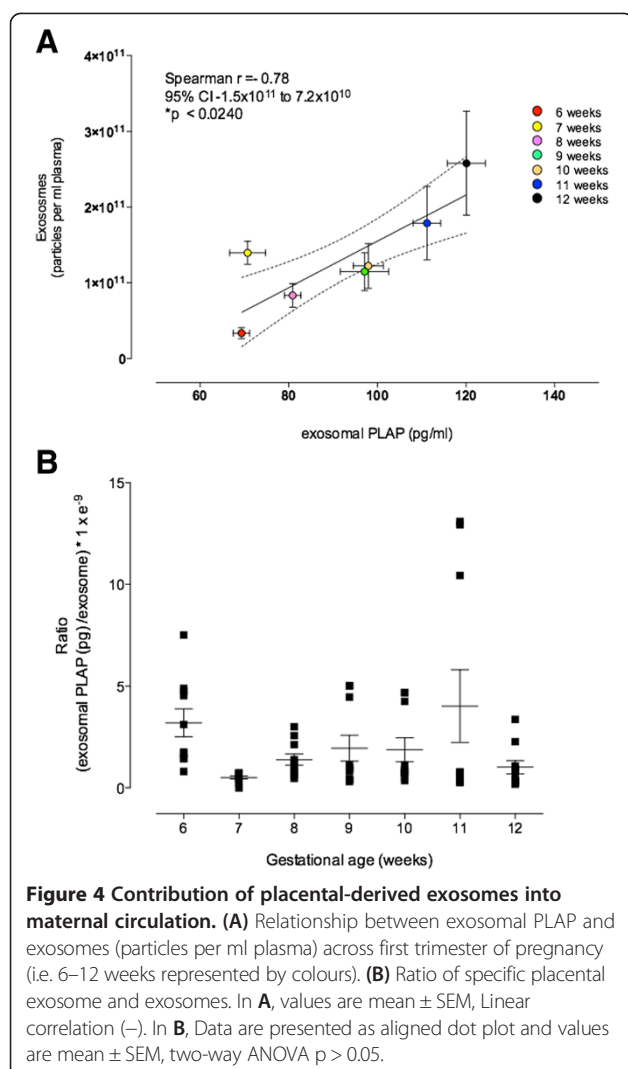 A
4×10¹¹
3×10¹¹
2×10¹¹
1×10¹¹
0
Exososmes
(particles per ml plasma)
Spearman r =- 0.78
95% CI -1.5x10¹¹ to 7.2x10¹⁰
*p < 0.0240
6 weeks
7 weeks
8 weeks
9 weeks
10 weeks
11 weeks
12 weeks
60 80 100 120 140
exosomal PLAP (pg/ml)
B
15
10
5
0
Ratio
(exosomal PLAP (pg)/exosome) * 1 x e⁻⁹
6 7 8 9 10 11 12
Gestational age (weeks)
Figure 4 Contribution of placental-derived exosomes into
maternal circulation. (A) Relationship between exosomal PLAP and
exosomes (particles per ml plasma) across first trimester of pregnancy
(i.e. 6–12 weeks represented by colours). (B) Ratio of specific placental
exosome and exosomes. In A, values are mean ± SEM, Linear
correlation (−). In B, Data are presented as aligned dot plot and values
are mean ± SEM, two-way ANOVA p > 0.05.